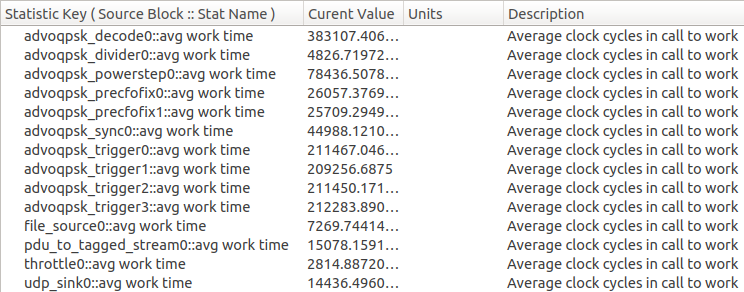 Statistic Key ( Source Block :: Stat Name ) Curent Value Units Description
advoqpsk_decode0::avg work time 383107.406... Average clock cycles in call to work
advoqpsk_divider0::avg work time 4826.71972... Average clock cycles in call to work
advoqpsk_powerstep0::avg work time 78436.5078... Average clock cycles in call to work
advoqpsk_precfofix0::avg work time 26057.3769... Average clock cycles in call to work
advoqpsk_precfofix1::avg work time 25709.2949... Average clock cycles in call to work
advoqpsk_sync0::avg work time 44988.1210... Average clock cycles in call to work
advoqpsk_trigger0::avg work time 211467.046... Average clock cycles in call to work
advoqpsk_trigger1::avg work time 209256.6875 Average clock cycles in call to work
advoqpsk_trigger2::avg work time 211450.171... Average clock cycles in call to work
advoqpsk_trigger3::avg work time 212283.890... Average clock cycles in call to work
file_source0::avg work time 7269.74414... Average clock cycles in call to work
pdu_to_tagged_stream0::avg work time 15078.1591... Average clock cycles in call to work
throttle0::avg work time 2814.88720... Average clock cycles in call to work
udp_sink0::avg work time 14436.4960... Average clock cycles in call to work